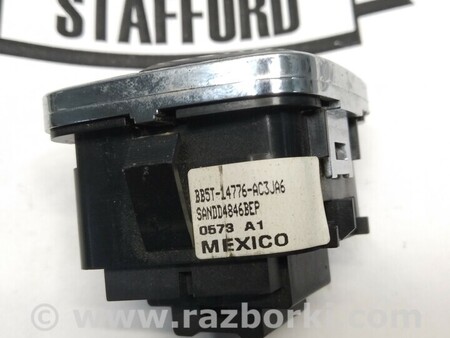 STAFFORD
BB5T-14776-AC3JA6
SANDD4846BEP
0573 A1
MEXICO
www.razborki.com